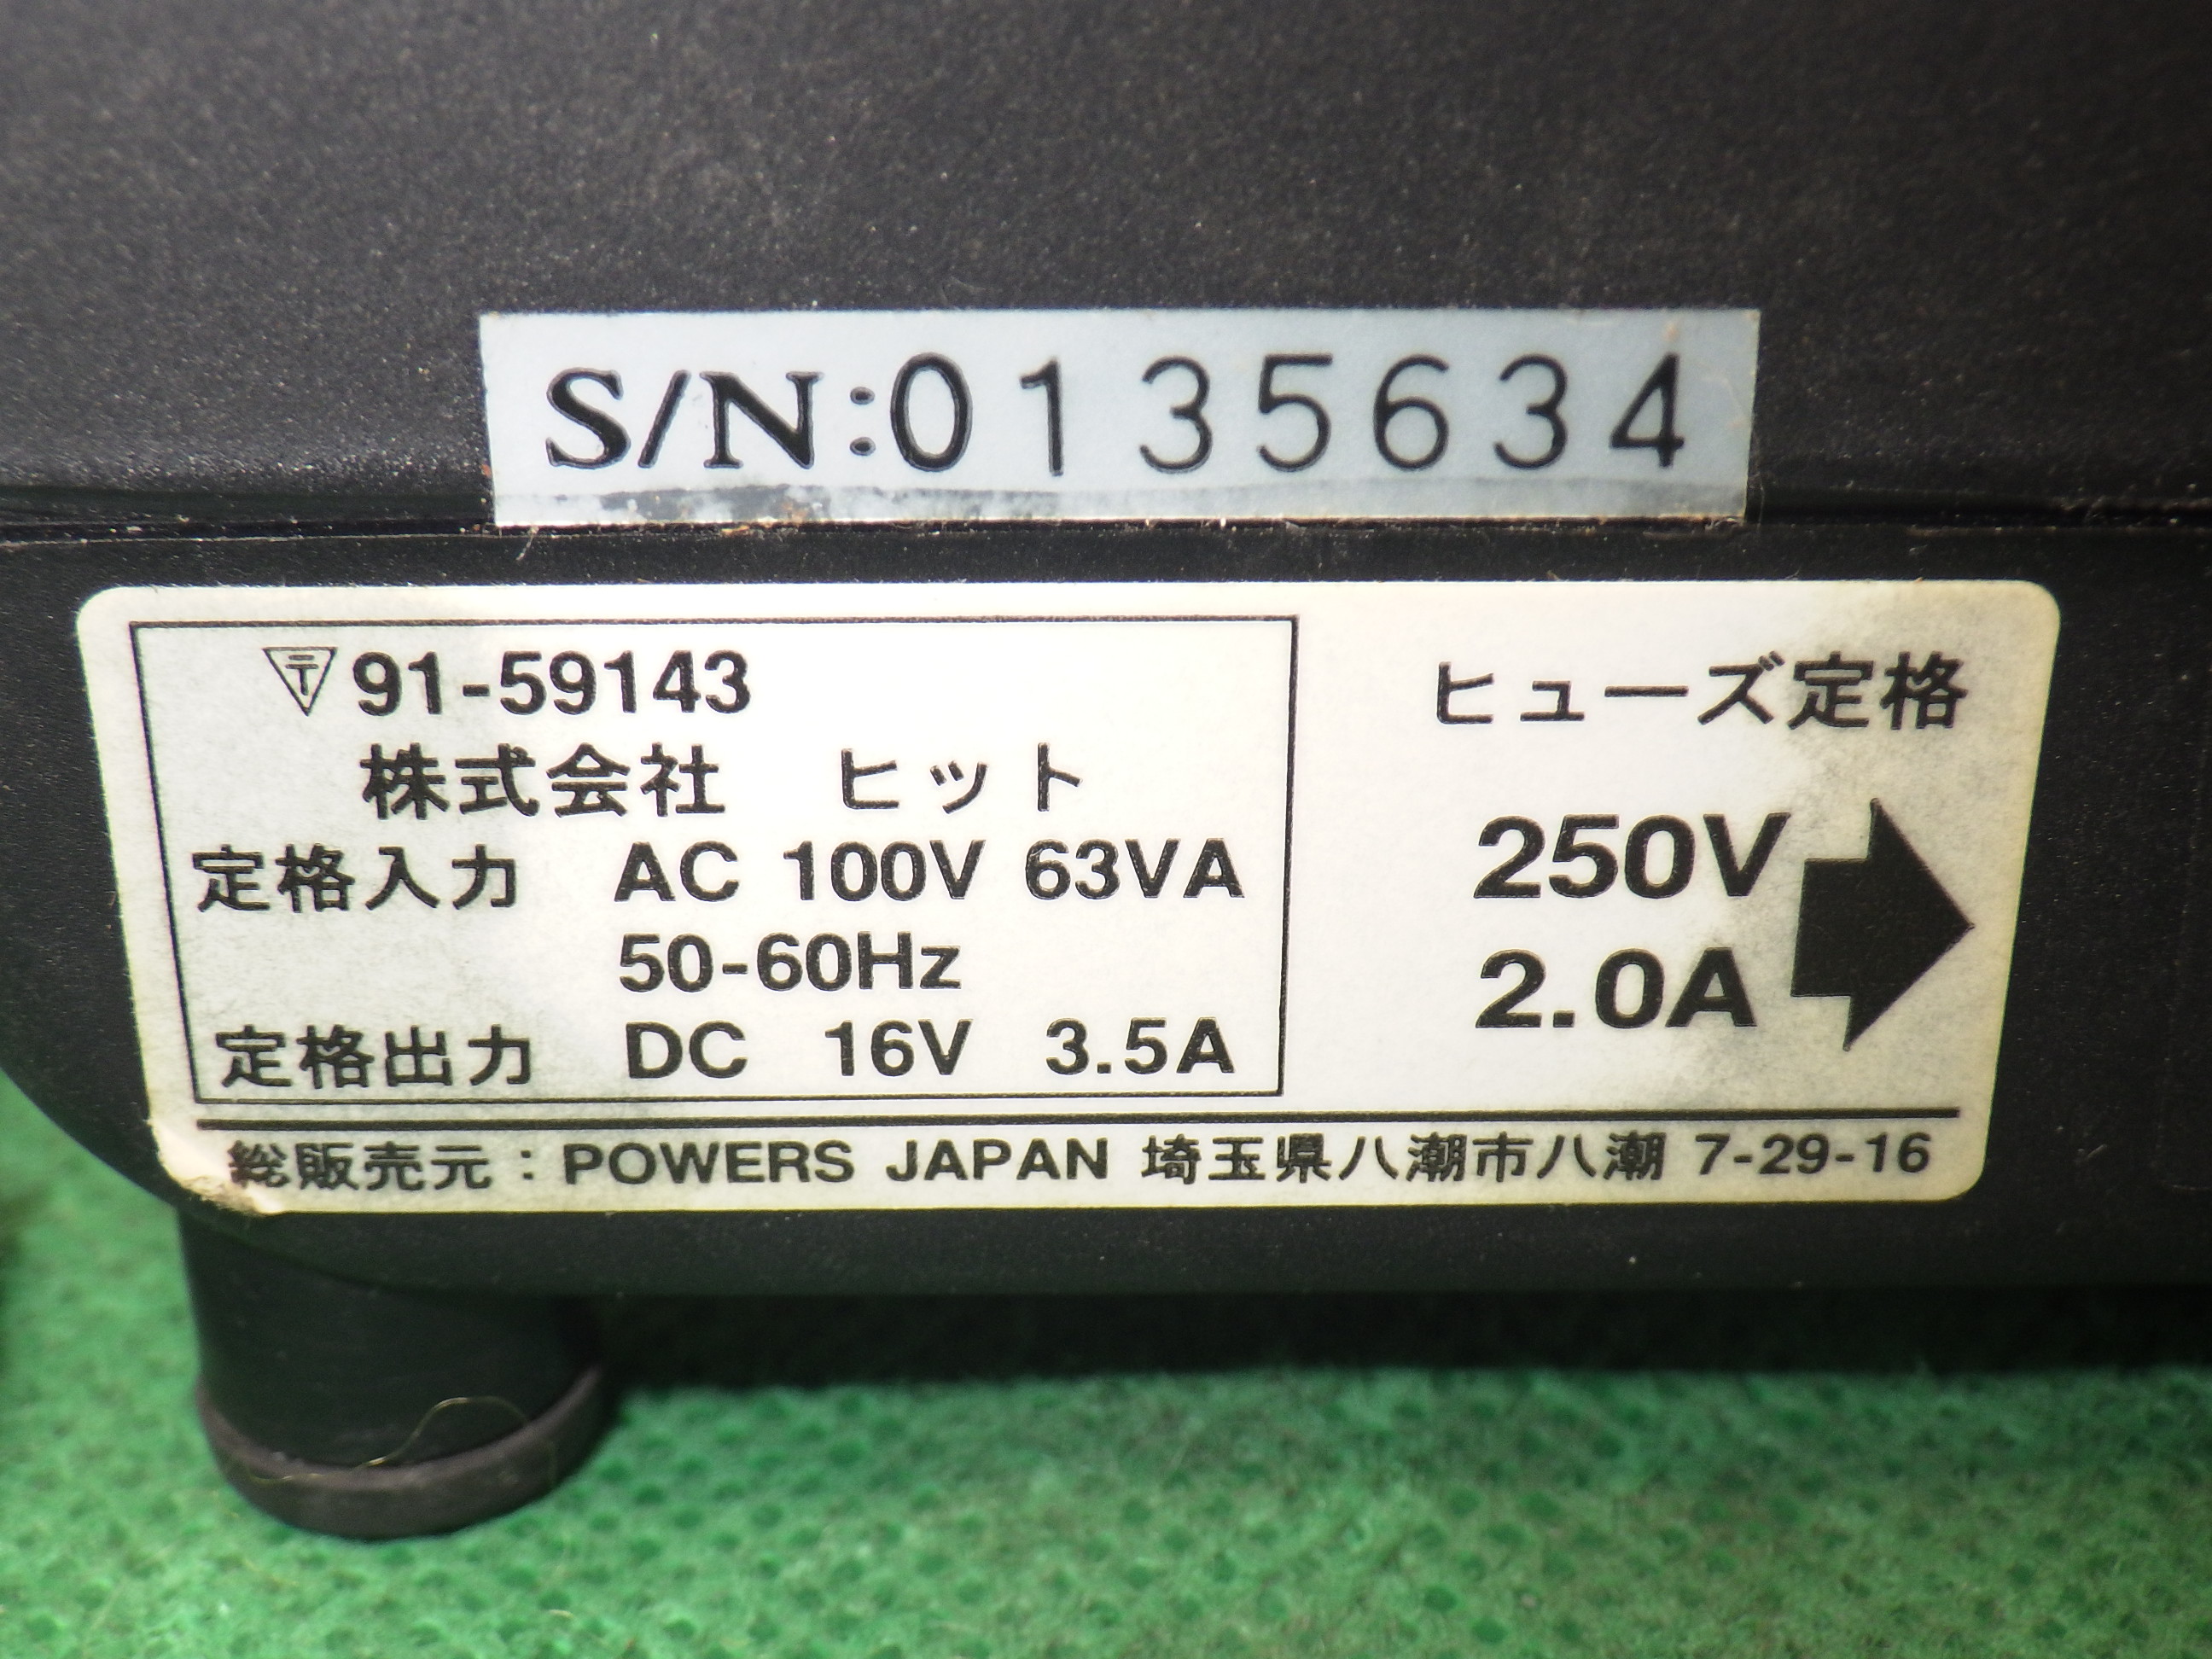 S/N:0135634
〒91-59143
株式会社 ヒット
定格入力 AC 100V 63VA
50-60Hz
定格出力 DC 16V 3.5A
ヒューズ定格
250V
2.0A
総販売元：POWERS JAPAN 埼玉県八潮市八潮 7-29-16